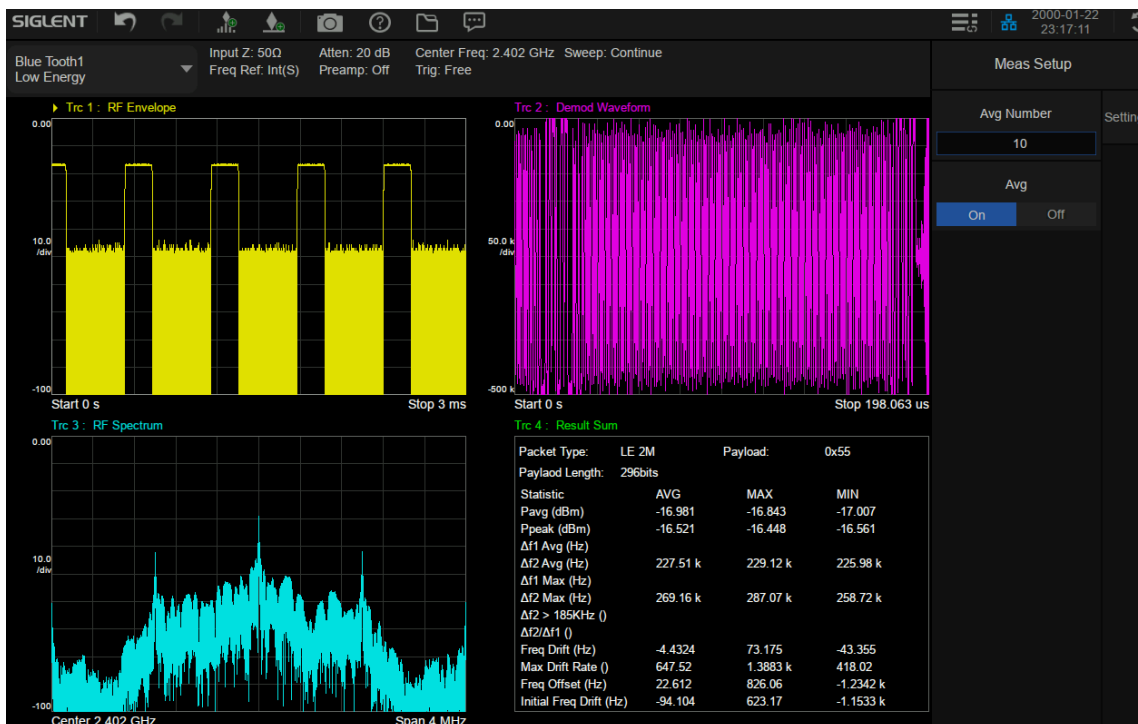 SIGLENT
2000-01-22
23:17:11
Blue Tooth1
Low Energy
Input Z: 50Ω Atten: 20 dB Center Freq: 2.402 GHz Sweep: Continue
Freq Ref: Int(S) Preamp: Off Trig: Free
Meas Setup
Avg Number
10
Settin
Avg
On Off
Trc 1 : RF Envelope
0.00
10.0
/div
-100
Start 0 s Stop 3 ms
Trc 2 : Demod Waveform
0.00
50.0 k
/div
-500 k
Start 0 s Stop 198.063 us
Trc 3 : RF Spectrum
0.00
10.0
/div
-100
Center 2.402 GHz Span 4 MHz
Trc 4 : Result Sum
Packet Type: LE 2M Payload: 0x55
Paylaod Length: 296bits
Statistic AVG MAX MIN
Pavg (dBm) -16.981 -16.843 -17.007
Ppeak (dBm) -16.521 -16.448 -16.561
Δf1 Avg (Hz)
Δf2 Avg (Hz) 227.51 k 229.12 k 225.98 k
Δf1 Max (Hz)
Δf2 Max (Hz) 269.16 k 287.07 k 258.72 k
Δf2 > 185KHz ()
Δf2/Δf1 ()
Freq Drift (Hz) -4.4324 73.175 -43.355
Max Drift Rate () 647.52 1.3883 k 418.02
Freq Offset (Hz) 22.612 826.06 -1.2342 k
Initial Freq Drift (Hz) -94.104 623.17 -1.1533 k